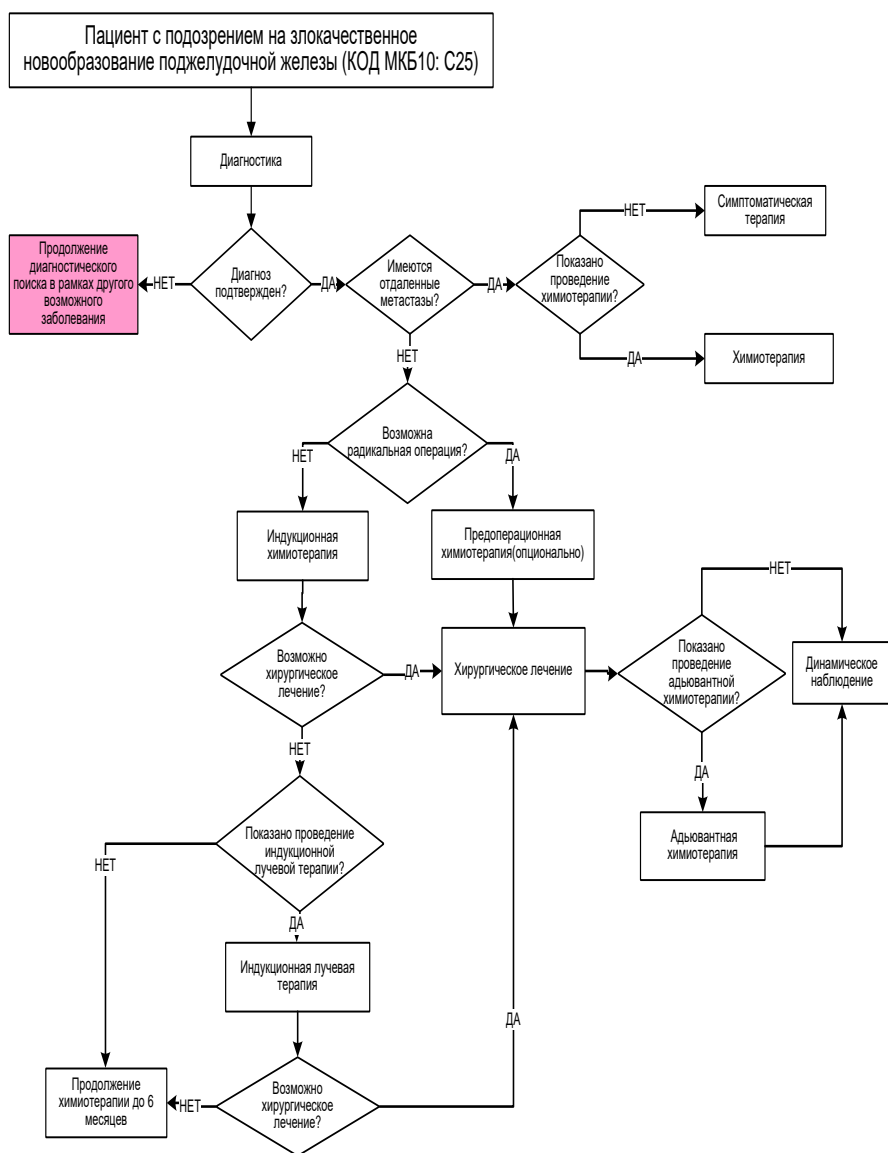 Пациент с подозрением на злокачественное
новообразование поджелудочной железы (КОД МКБ10: С25)
Диагностика
Продолжение
диагностического
поиска в рамках другого
возможного
заболевания
НЕТ
Диагноз
подтвержден?
ДА
Имеются
отдаленные
метастазы?
ДА
Показано
проведение
химиотерапии?
НЕТ
Симптоматическая
терапия
ДА
Химиотерапия
НЕТ
Возможна
радикальная операция?
НЕТ
ДА
Индукционная
химиотерапия
Предоперационная
химиотерапия(опционально)
Возможно
хирургическое
лечение?
ДА
Хирургическое лечение
Показано
проведение
адьювантной
химиотерапии?
НЕТ
Динамическое
наблюдение
ДА
Адьювантная
химиотерапия
НЕТ
Показано проведение
индукционной
лучевой терапии?
НЕТ
ДА
Индукционная лучевая
терапия
ДА
Продолжение
химиотерапии до 6
месяцев
НЕТ
Возможно
хирургическое
лечение?